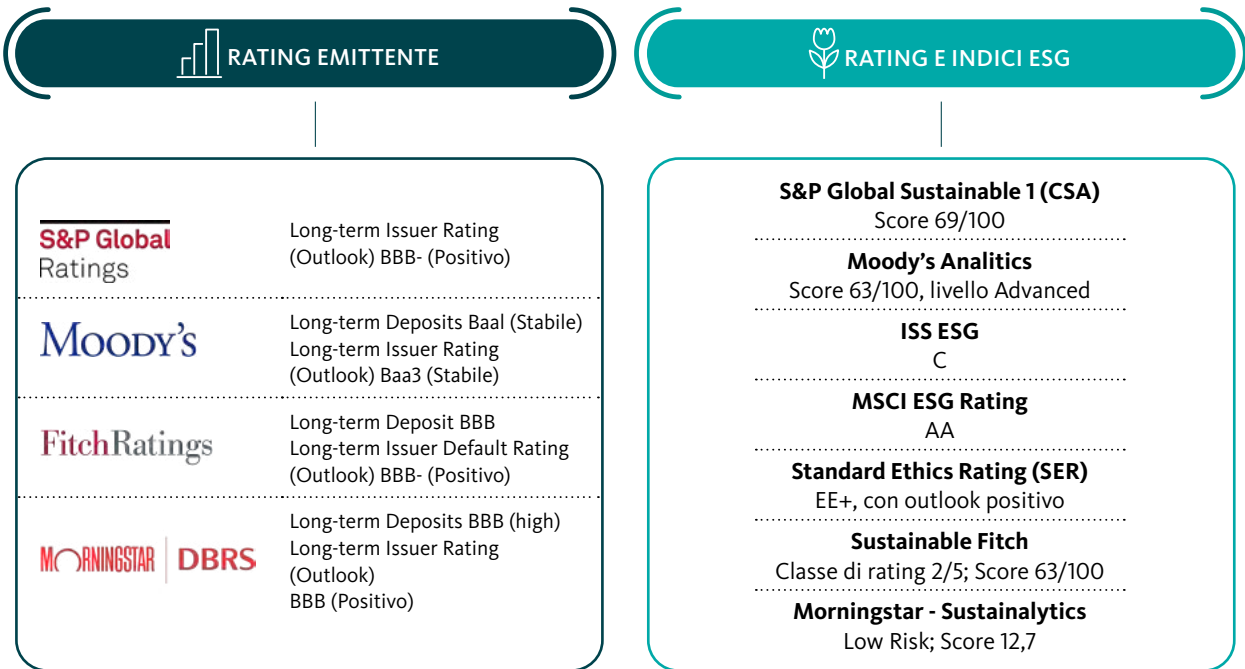 RATING EMITTENTE
S&P Global
Ratings
Long-term Issuer Rating
(Outlook) BBB- (Positivo)
MOODY'S
Long-term Deposits Baal (Stabile)
Long-term Issuer Rating
(Outlook) Baa3 (Stabile)
FitchRatings
Long-term Deposit BBB
Long-term Issuer Default Rating
(Outlook) BBB- (Positivo)
MORNINGSTAR | DBRS
Long-term Deposits BBB (high)
Long-term Issuer Rating
(Outlook)
BBB (Positivo)
RATING E INDICI ESG
S&P Global Sustainable 1 (CSA)
Score 69/100
Moody's Analitics
Score 63/100, livello Advanced
ISS ESG
C
MSCI ESG Rating
AA
Standard Ethics Rating (SER)
EE+, con outlook positivo
Sustainable Fitch
Classe di rating 2/5; Score 63/100
Morningstar - Sustainalytics
Low Risk; Score 12,7